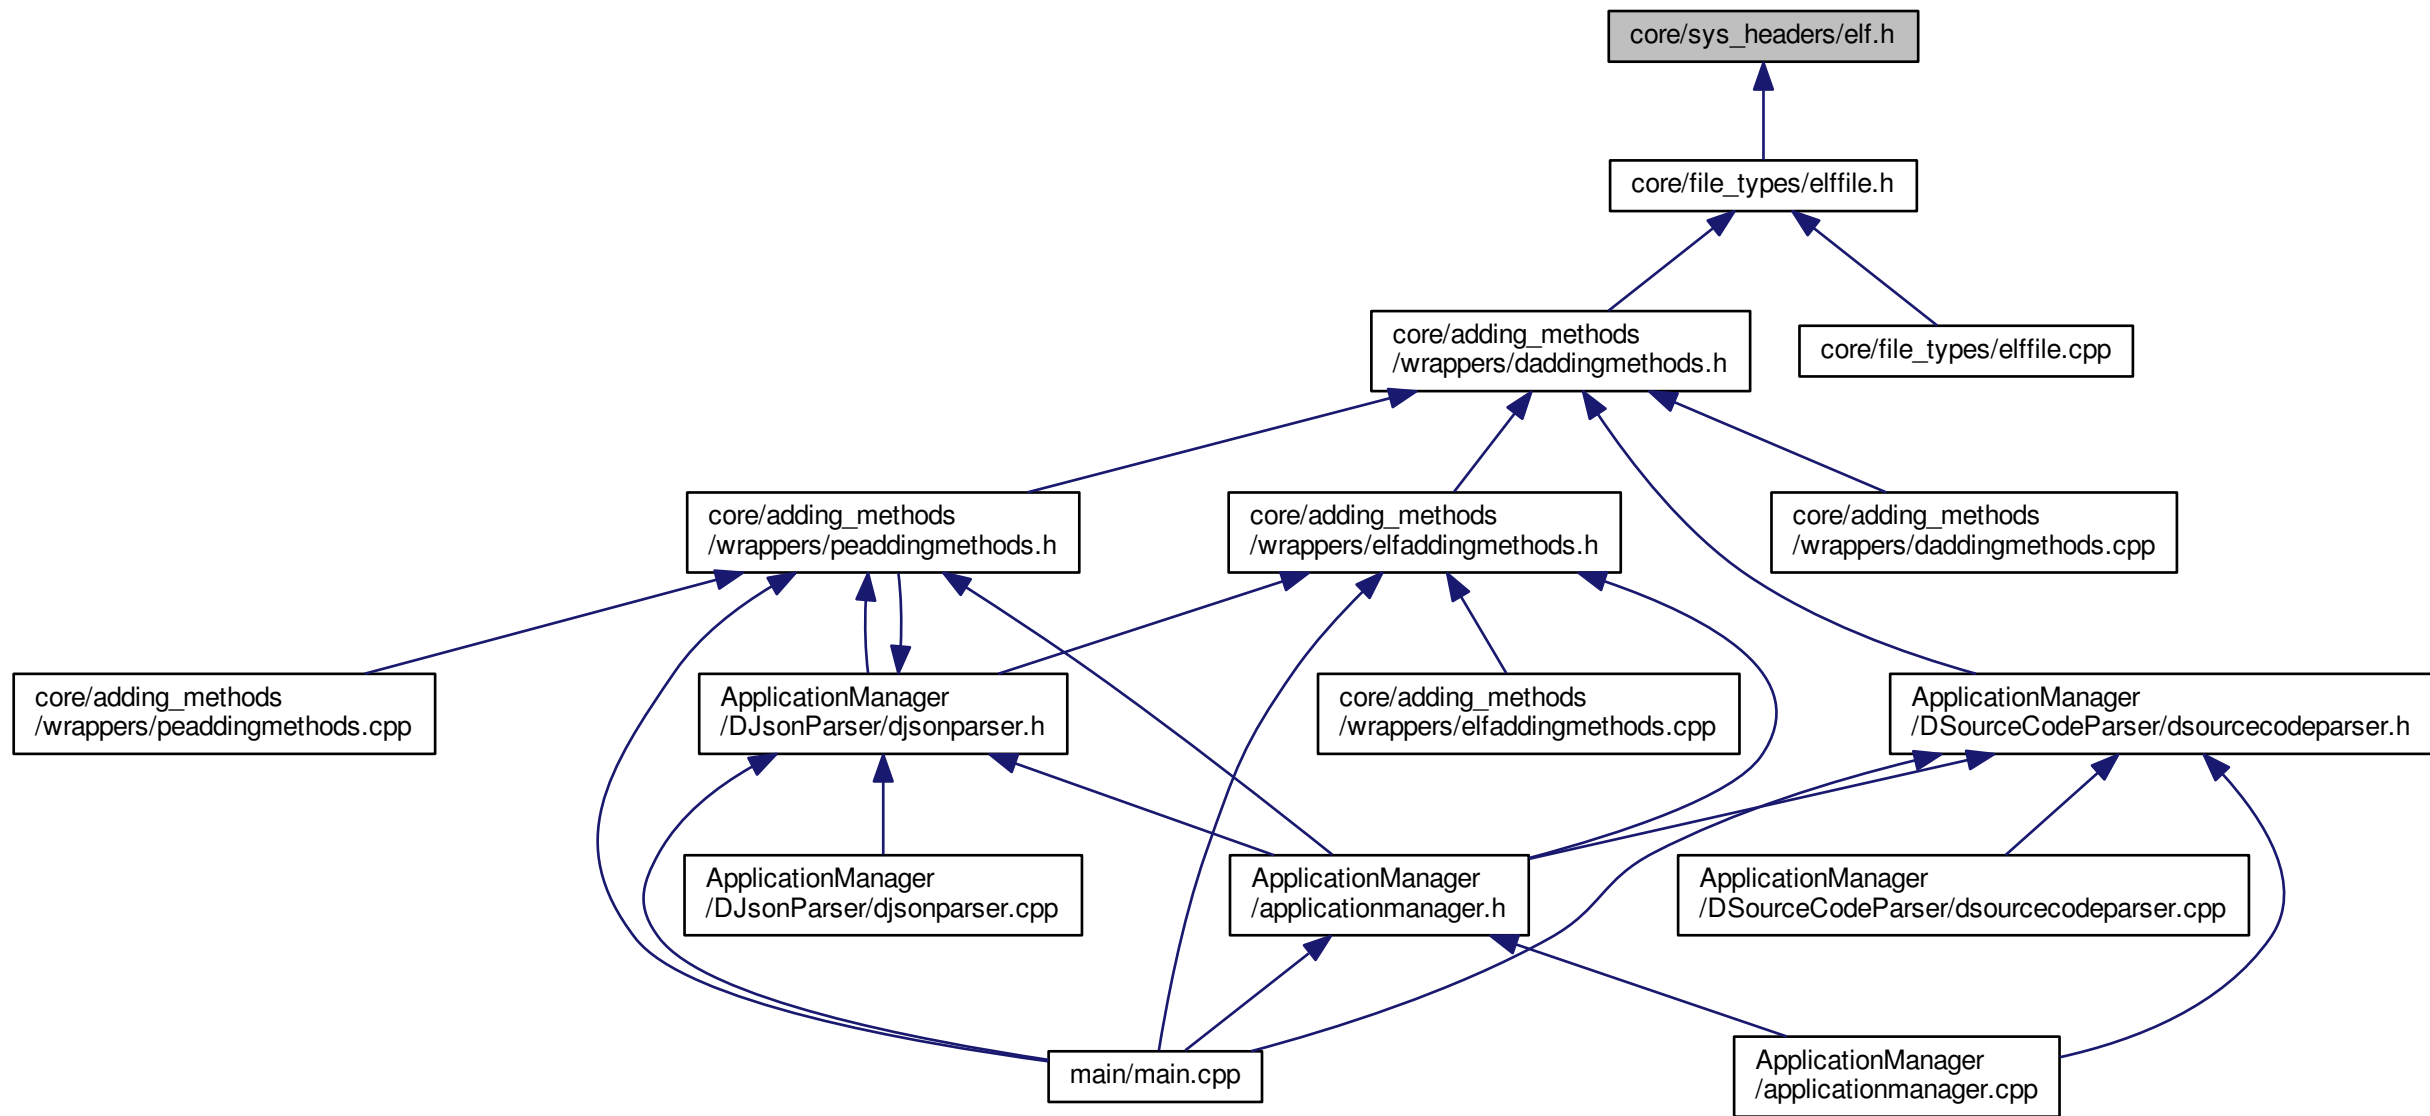 core/sys_headers/elf.h
core/file_types/elffile.h
core/adding_methods
/wrappers/daddingmethods.h
core/file_types/elffile.cpp
core/adding_methods
/wrappers/peaddingmethods.h
core/adding_methods
/wrappers/elfaddingmethods.h
core/adding_methods
/wrappers/daddingmethods.cpp
core/adding_methods
/wrappers/peaddingmethods.cpp
ApplicationManager
/DJsonParser/djsonparser.h
core/adding_methods
/wrappers/elfaddingmethods.cpp
ApplicationManager
/DSourceCodeParser/dsourcecodeparser.h
ApplicationManager
/DJsonParser/djsonparser.cpp
ApplicationManager
/applicationmanager.h
ApplicationManager
/DSourceCodeParser/dsourcecodeparser.cpp
main/main.cpp
ApplicationManager
/applicationmanager.cpp